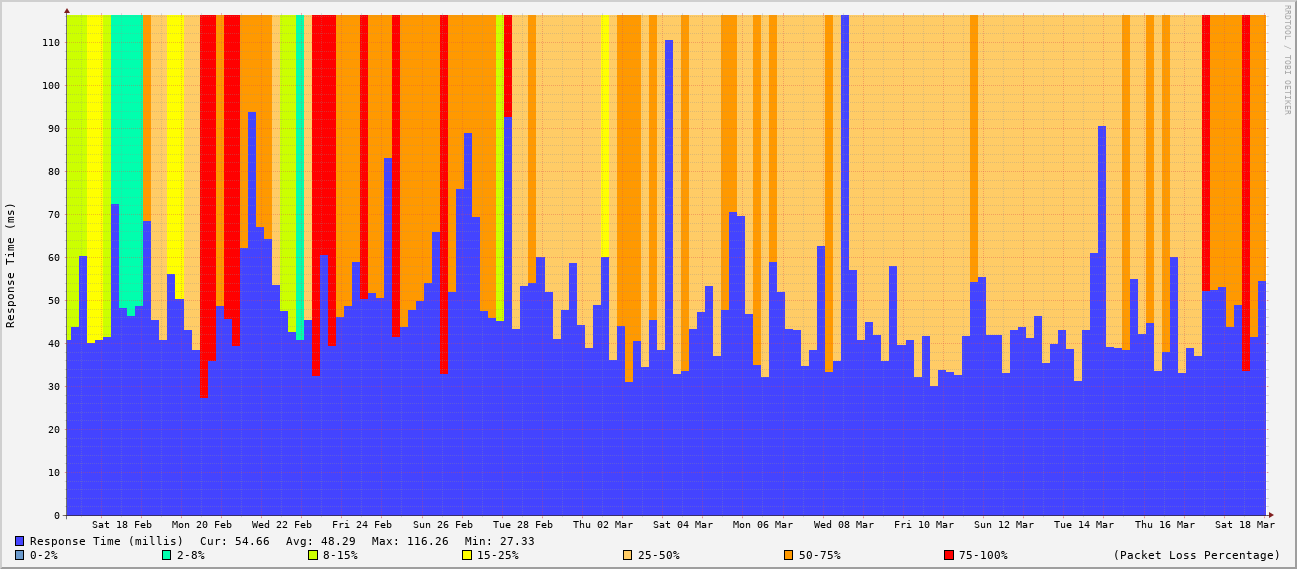 RRDTOOL / TOBI OETIKER
Response Time (ms)
110
100
90
80
70
60
50
40
30
20
10
0
Sat 18 Feb Mon 20 Feb Wed 22 Feb Fri 24 Feb Sun 26 Feb Tue 28 Feb Thu 02 Mar Sat 04 Mar Mon 06 Mar Wed 08 Mar Fri 10 Mar Sun 12 Mar Tue 14 Mar Thu 16 Mar Sat 18 Mar
Response Time (millis) Cur: 54.66 Avg: 48.29 Max: 116.26 Min: 27.33
0-2% 2-8% 8-15% 15-25% 25-50% 50-75% 75-100% (Packet Loss Percentage)